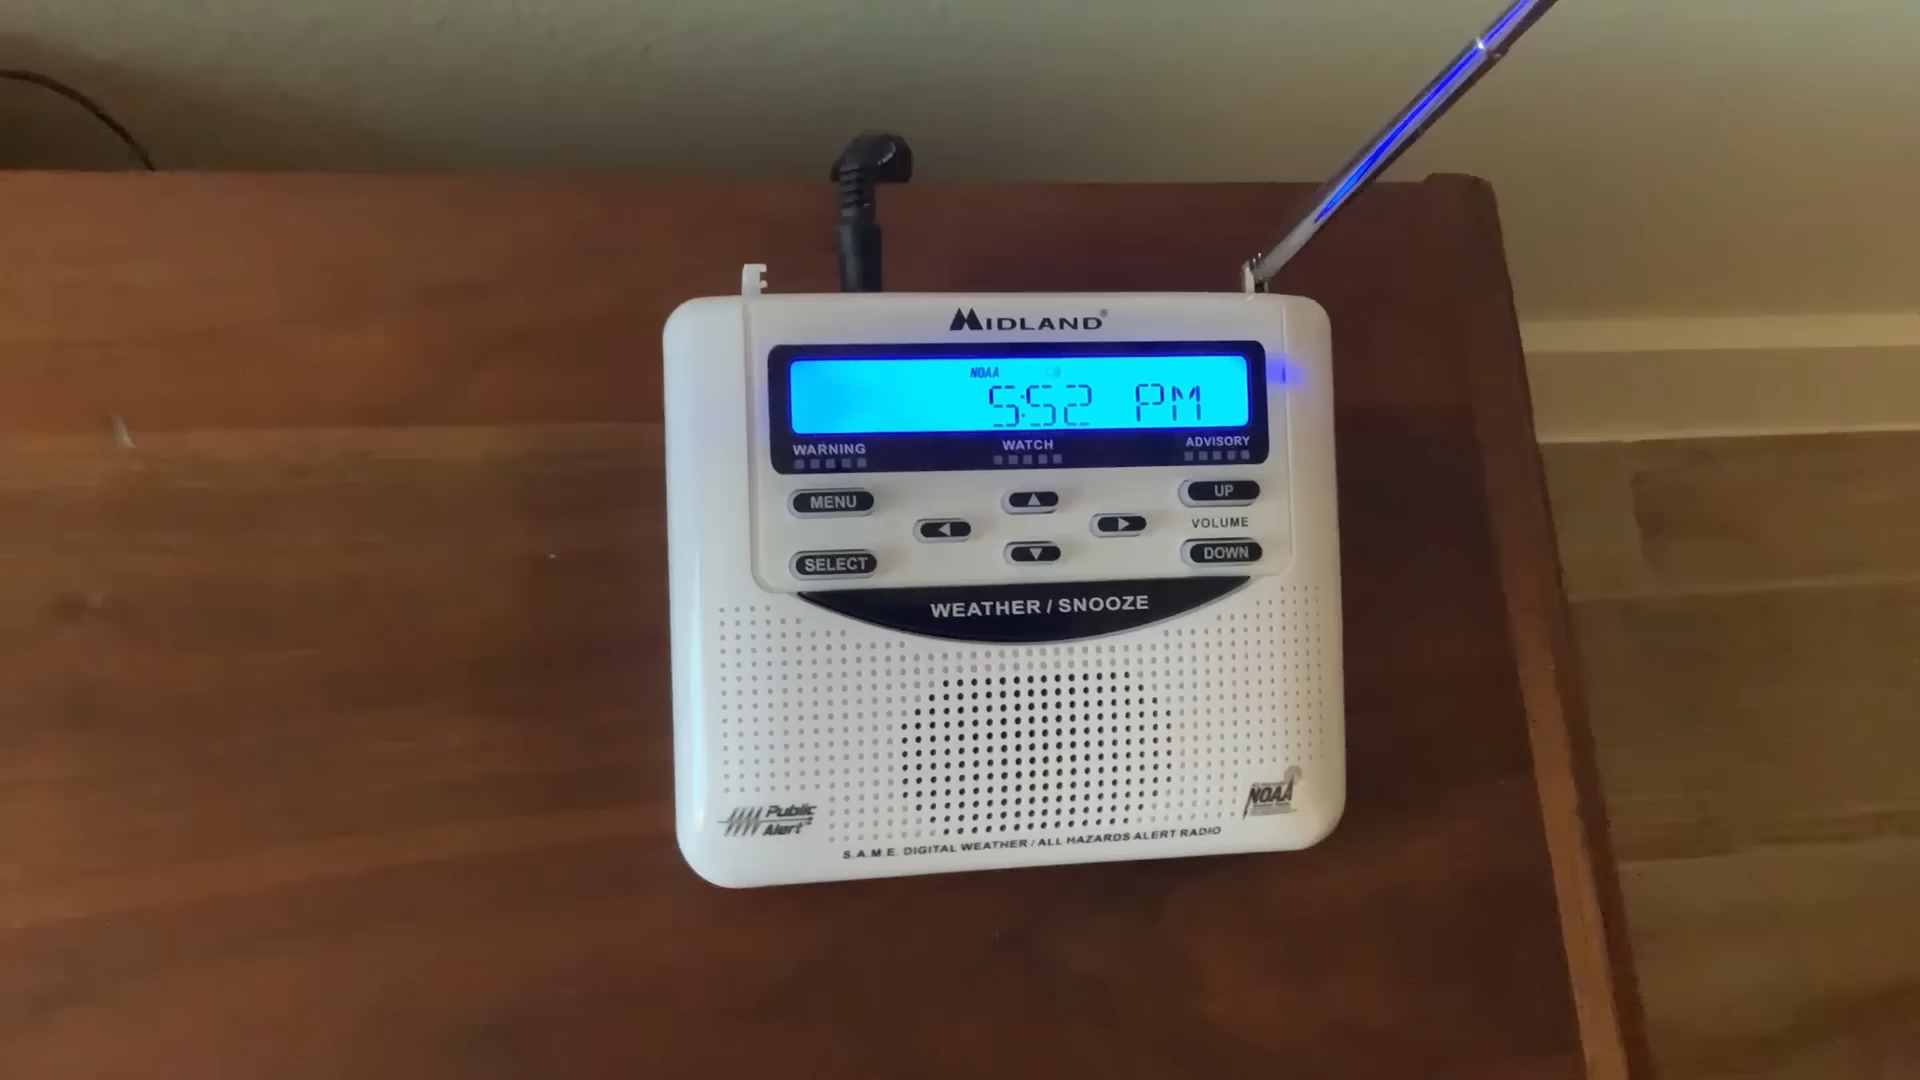 MIDLAND®
NOAA
5:52 PM
WARNING WATCH ADVISORY
MENU ▲ UP
◀ ▶ VOLUME
SELECT ▼ DOWN
WEATHER / SNOOZE
Public
Alert™
NOAA
S.A.M.E. DIGITAL WEATHER / ALL HAZARDS ALERT RADIO